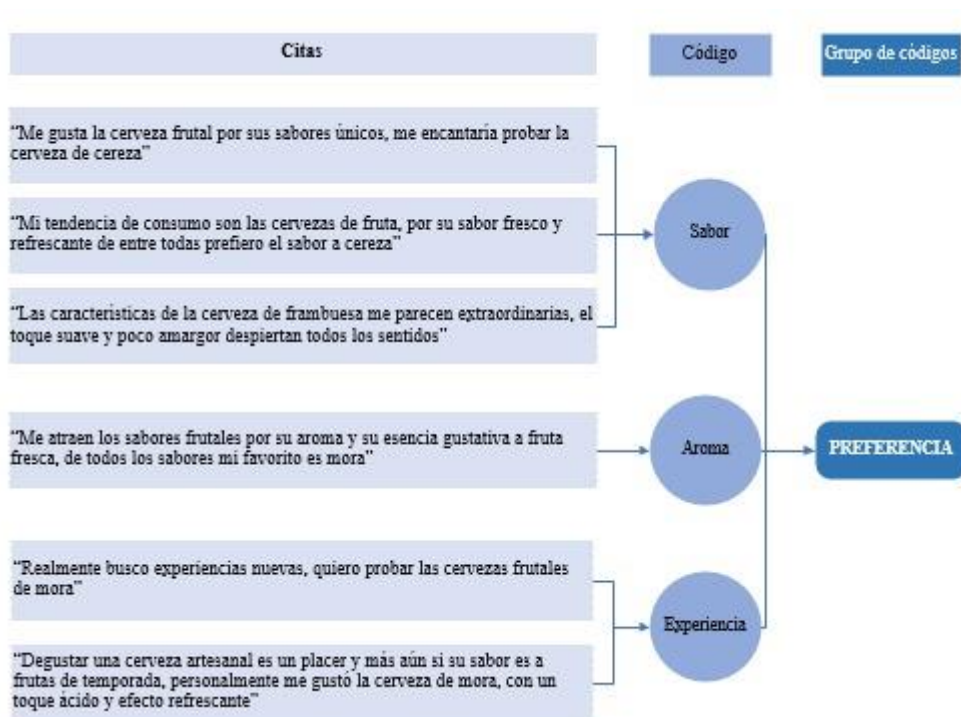 Citas
Código
Grupo de códigos
“Me gusta la cerveza frutal por sus sabores únicos, me encantaría probar la
cerveza de cereza”
“Mi tendencia de consumo son las cervezas de fruta, por su sabor fresco y
refrescante de entre todas prefiero el sabor a cereza”
Sabor
“Las características de la cerveza de frambuesa me parecen extraordinarias, el
toque suave y poco amargor despiertan todos los sentidos”
“Me atraen los sabores frutales por su aroma y su esencia gustativa a fruta
fresca, de todos los sabores mi favorito es mora”
Aroma
PREFERENCIA
“Realmente busco experiencias nuevas, quiero probar las cervezas frutales
de mora”
Experiencia
“Degustar una cerveza artesanal es un placer y más aún si su sabor es a
frutas de temporada, personalmente me gustó la cerveza de mora, con un
toque ácido y efecto refrescante”